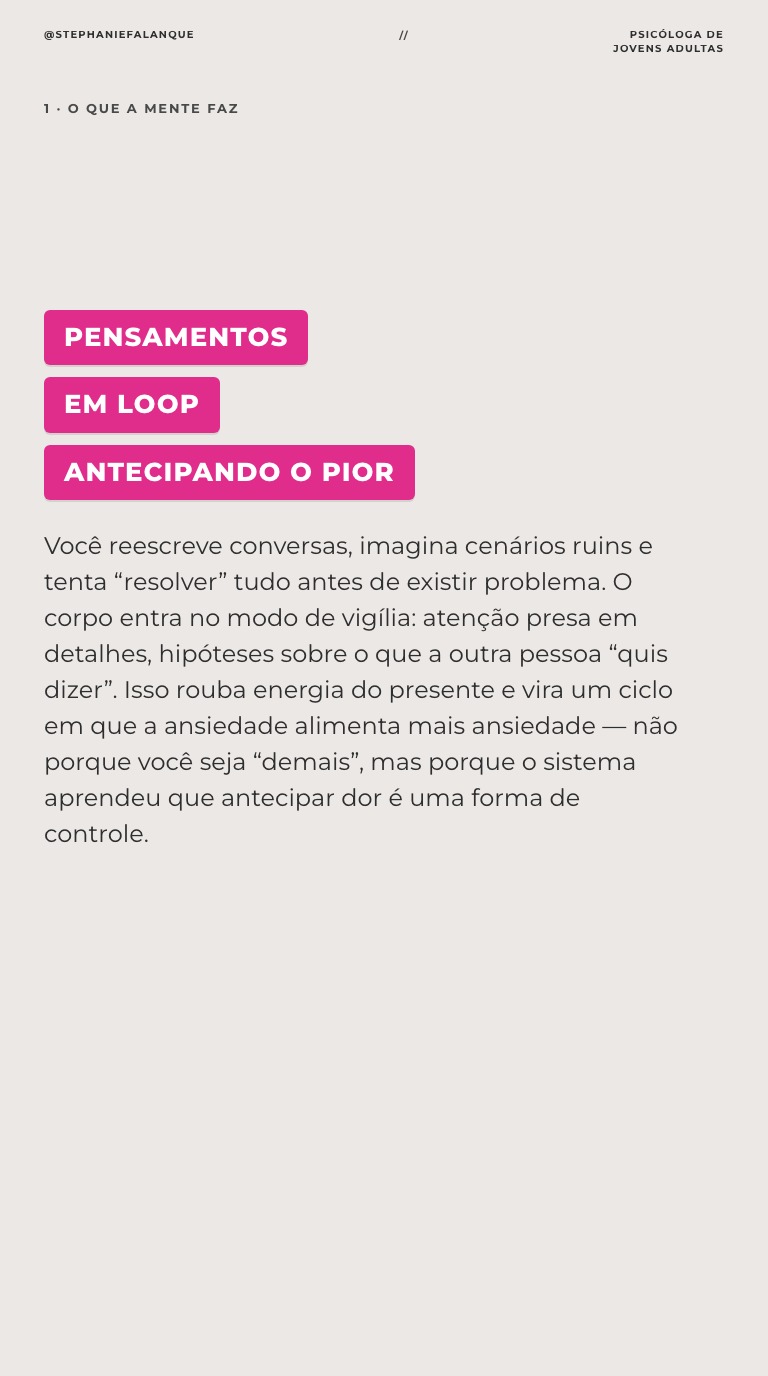 @STEPHANIEFALANQUE
//
PSICÓLOGA DE
JOVENS ADULTAS
1 · O QUE A MENTE FAZ
PENSAMENTOS
EM LOOP
ANTECIPANDO O PIOR
Você reescreve conversas, imagina cenários ruins e
tenta “resolver” tudo antes de existir problema. O
corpo entra no modo de vigília: atenção presa em
detalhes, hipóteses sobre o que a outra pessoa “quis
dizer”. Isso rouba energia do presente e vira um ciclo
em que a ansiedade alimenta mais ansiedade — não
porque você seja “demais”, mas porque o sistema
aprendeu que antecipar dor é uma forma de
controle.